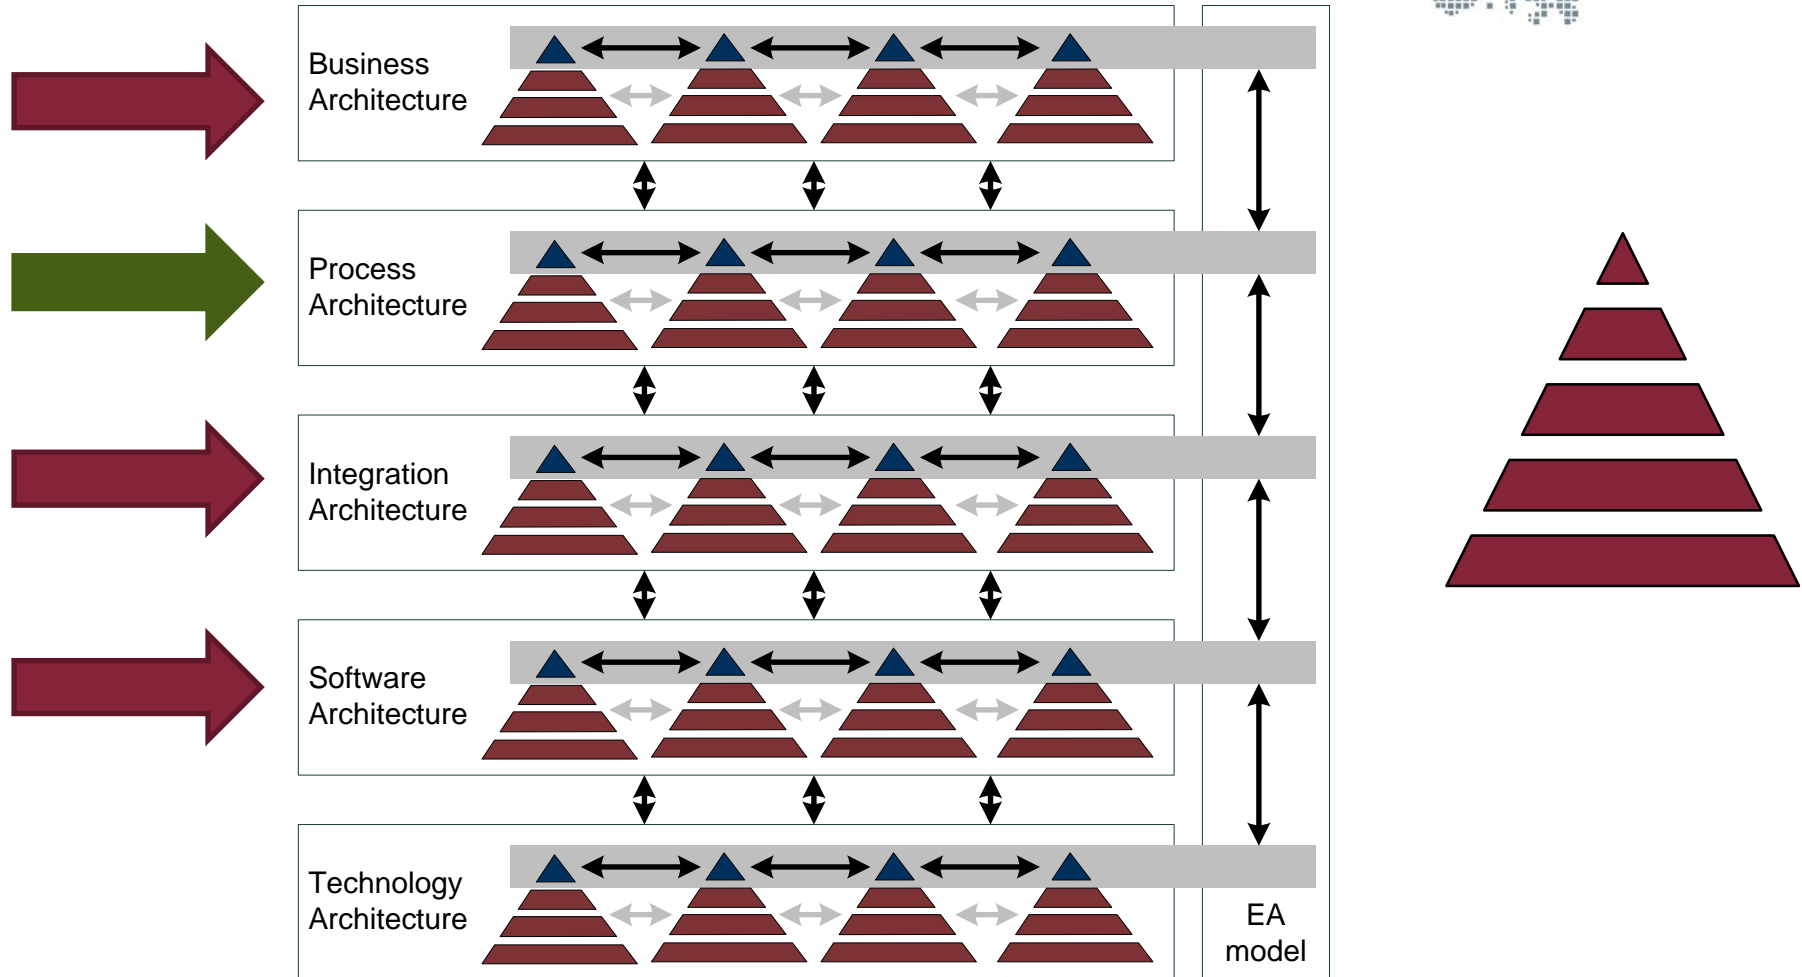 Business
Architecture
Process
Architecture
Integration
Architecture
Software
Architecture
Technology
Architecture
EA
model